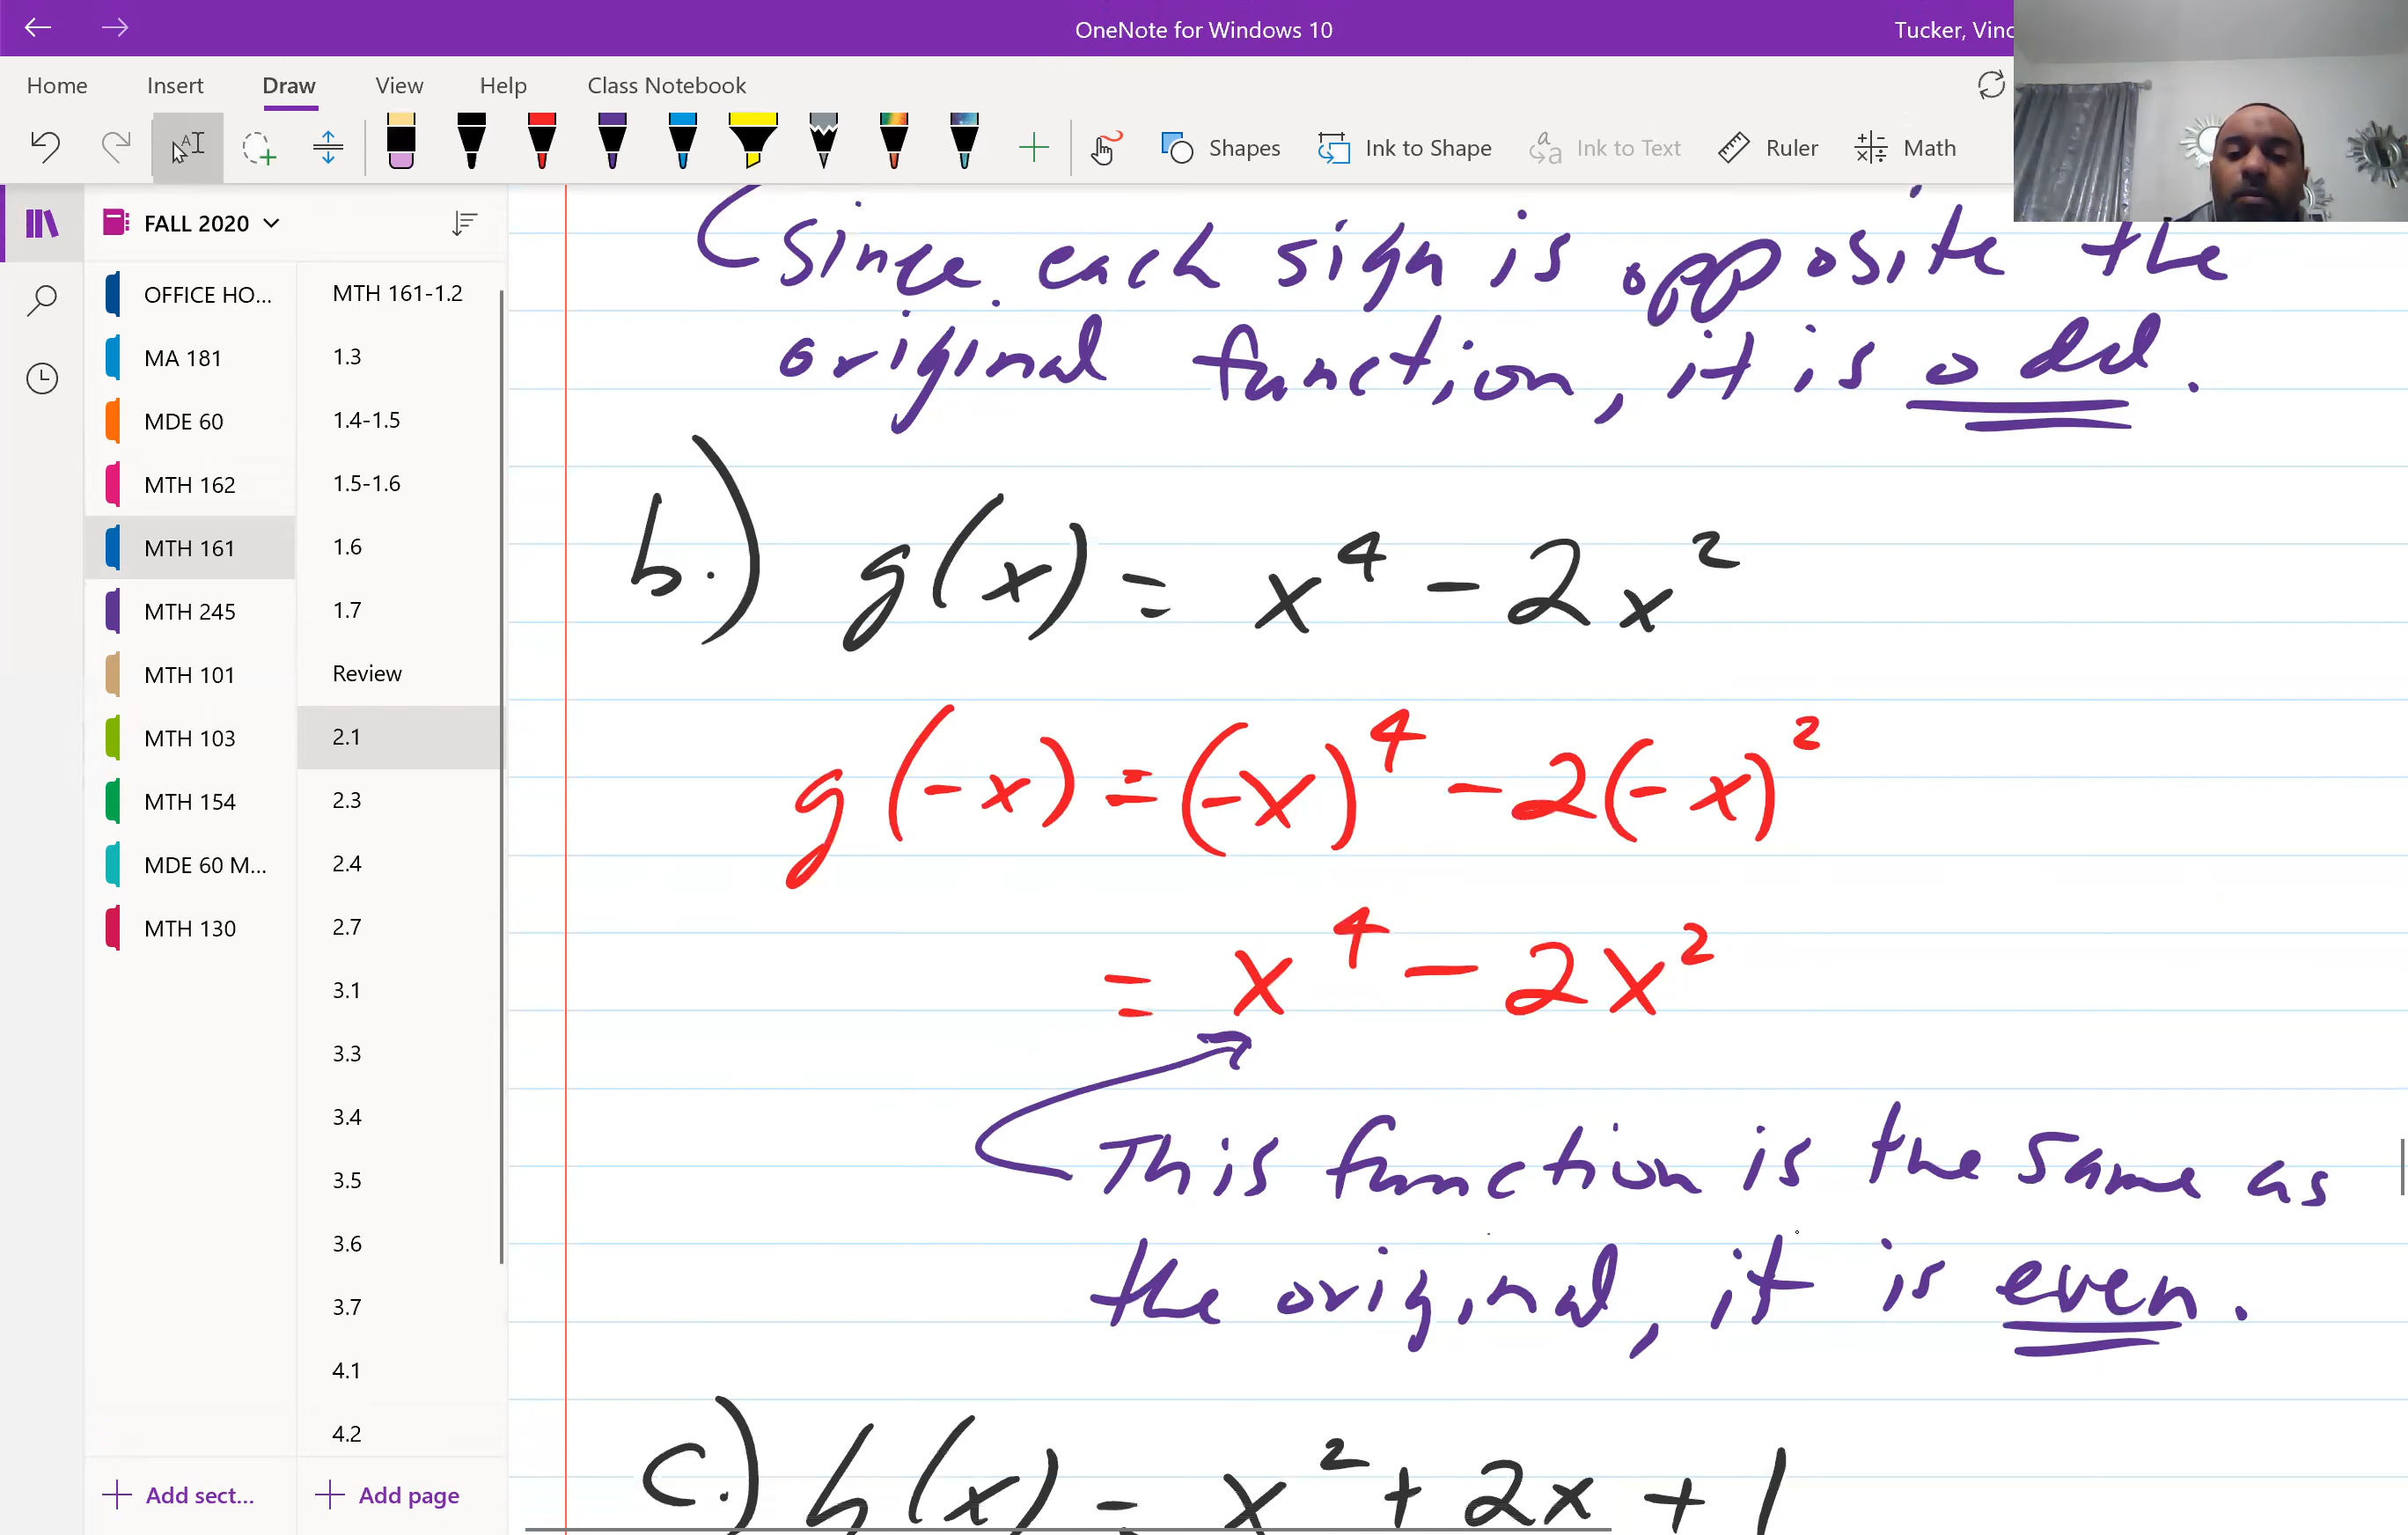 OneNote for Windows 10
Tucker, Vinc
Home Insert Draw View Help Class Notebook
Shapes Ink to Shape Ink to Text Ruler Math
FALL 2020
OFFICE HO...
MA 181
MDE 60
MTH 162
MTH 161
MTH 245
MTH 101
MTH 103
MTH 154
MDE 60 M...
MTH 130
Add sect...
MTH 161-1.2
1.3
1.4-1.5
1.5-1.6
1.6
1.7
Review
2.1
2.3
2.4
2.7
3.1
3.3
3.4
3.5
3.6
3.7
4.1
4.2
Add page
Since each sign is opposite the
original function, it is odd.
b.) g(x) = x⁴ - 2x²
g(-x) = (-x)⁴ - 2(-x)²
= x⁴ - 2x²
This function is the same as
the original, it is even.
c.) h(x) = x² + 2x + 1